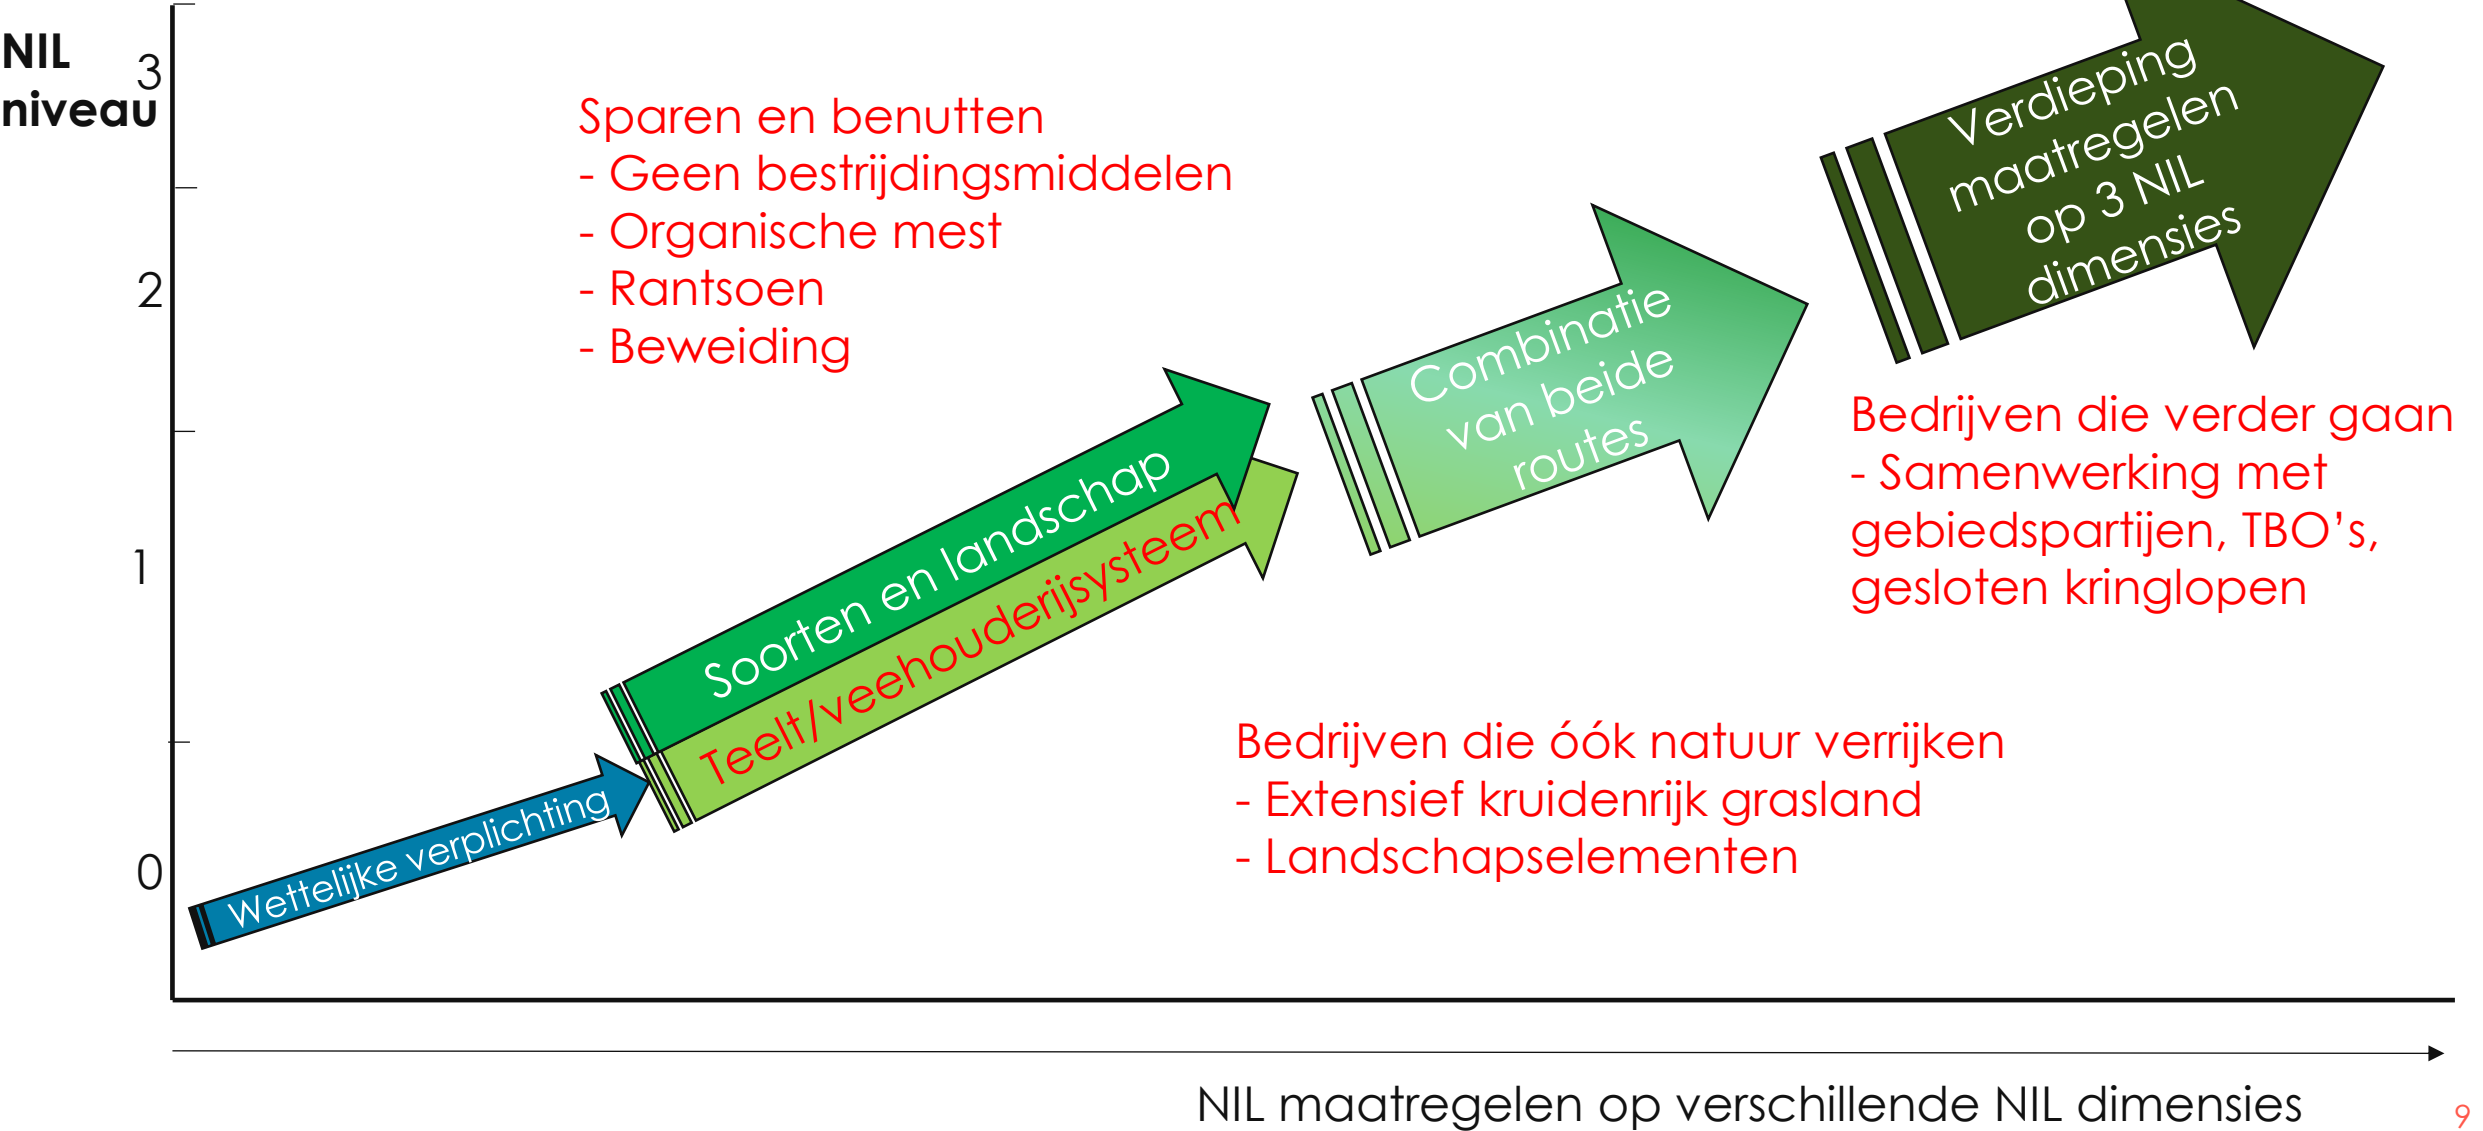 NIL
niveau
3
2
1
0
Sparen en benutten
- Geen bestrijdingsmiddelen
- Organische mest
- Rantsoen
- Beweiding
Wettelijke verplichting
Soorten en landschap
Teelt/veehouderijsysteem
Combinatie
van beide
routes
Verdieping
maatregelen
op 3 NIL
dimensies
Bedrijven die verder gaan
- Samenwerking met
gebiedspartijen, TBO’s,
gesloten kringlopen
Bedrijven die óók natuur verrijken
- Extensief kruidenrijk grasland
- Landschapselementen
NIL maatregelen op verschillende NIL dimensies
9